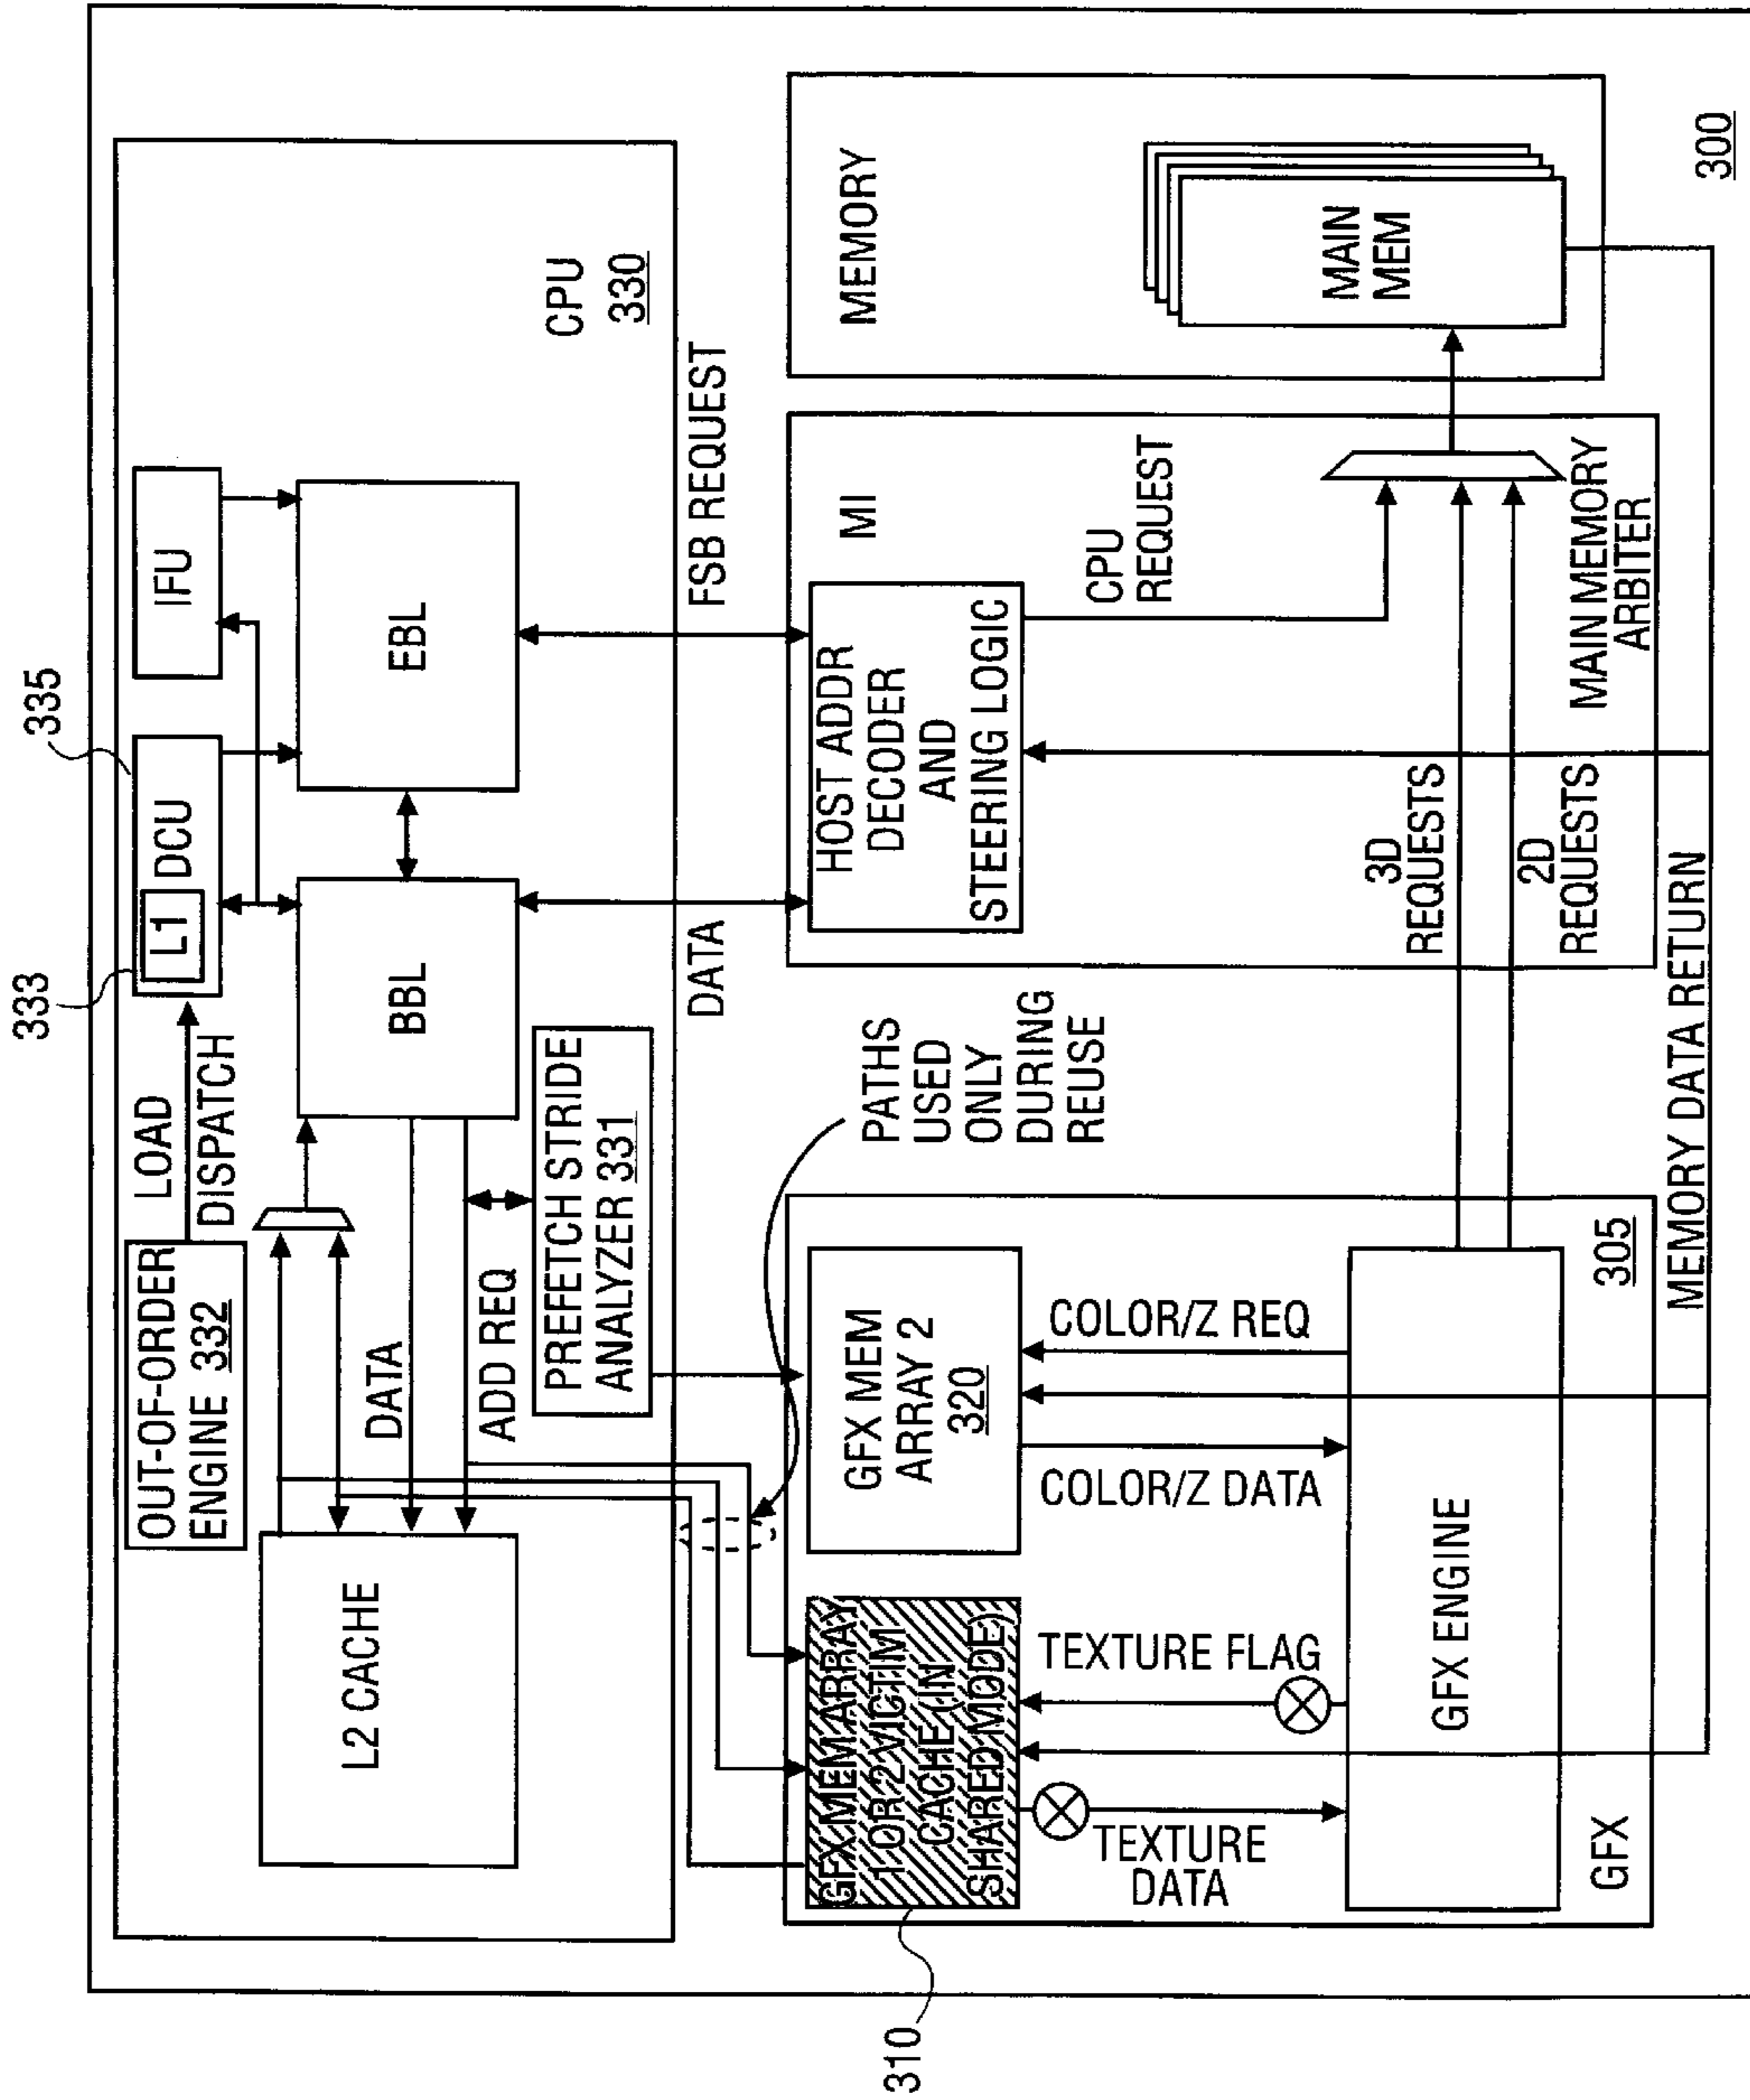 335
333
310
OUT-OF-ORDER
ENGINE 332
LOAD
DISPATCH
L1
DCU
IFU
L2 CACHE
DATA
ADD REQ
BBL
EBL
PREFETCH STRIDE
ANALYZER 331
CPU
330
DATA
FSB REQUEST
PATHS
USED
ONLY
DURING
REUSE
GFX MEM ARRAY
1 OR 2 VICTIM
CACHE (IN
SHARED MODE)
GFX MEM
ARRAY 2
320
TEXTURE FLAG
TEXTURE
DATA
COLOR/Z REQ
COLOR/Z DATA
GFX ENGINE
GFX
305
HOST ADDR
DECODER
AND
STEERING LOGIC
MI
CPU
REQUEST
3D
REQUESTS
2D
REQUESTS
MAIN MEMORY
ARBITER
MEMORY DATA RETURN
MEMORY
MAIN
MEM
300